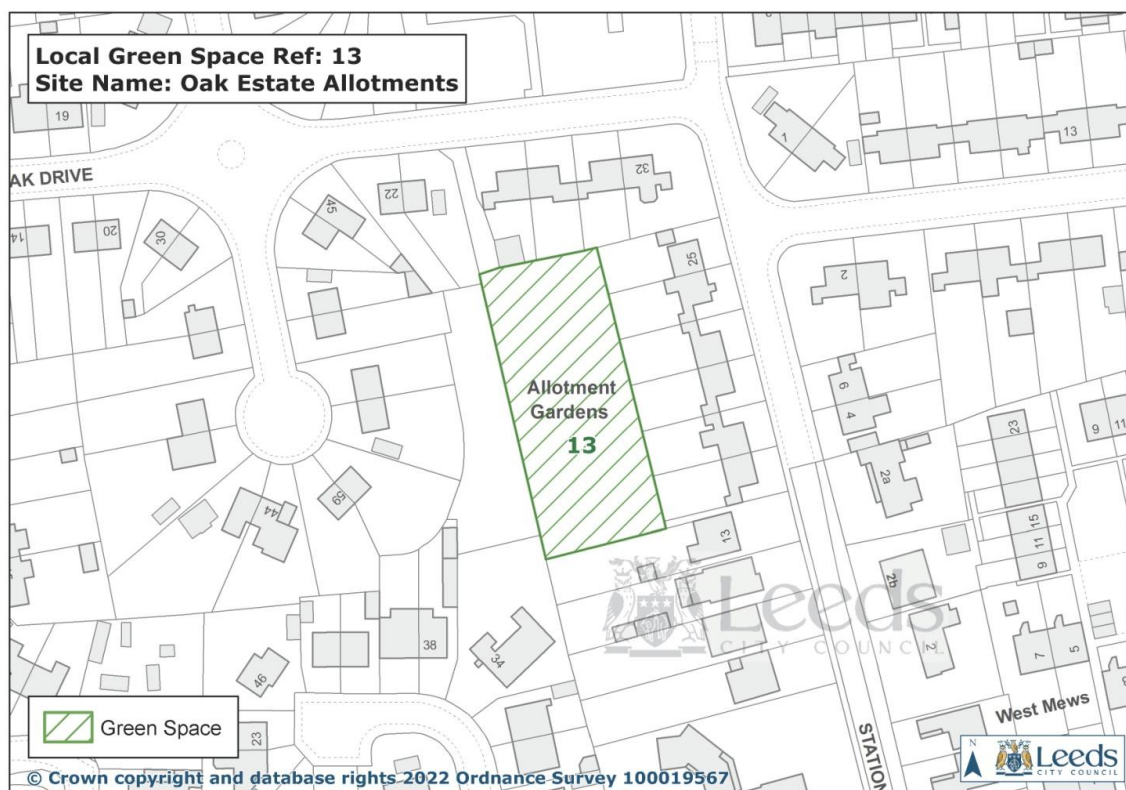 Local Green Space Ref: 13
Site Name: Oak Estate Allotments
19
AK DRIVE
14
20
30
45
22
32
1
13
25
2
6
4
2a
23
9
11
Allotment
Gardens
13
59
44
13
15
11
9
2b
2
7
5
Leeds
CITY COUNCIL
38
34
46
23
West Mews
STATION
Green Space
N
Leeds
CITY COUNCIL
© Crown copyright and database rights 2022 Ordnance Survey 100019567